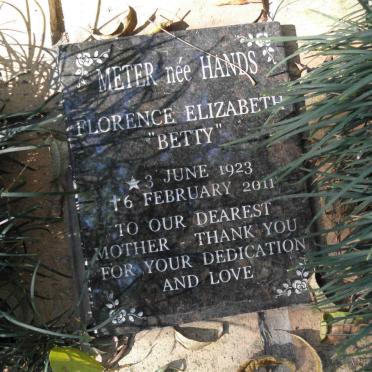 METER née HANDS
FLORENCE ELIZABETH
"BETTY"
☆ 3 JUNE 1923
✝ 6 FEBRUARY 2011
TO OUR DEAREST
MOTHER THANK YOU
FOR YOUR DEDICATION
AND LOVE